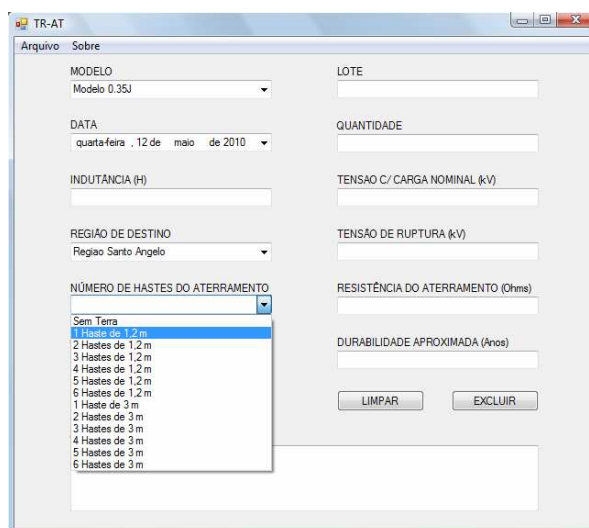 TR-AT
Arquivo Sobre
MODELO
Modelo 0.35J
LOTE
DATA
quarta-feira , 12 de maio de 2010
QUANTIDADE
INDUTÂNCIA (H)
TENSAO C/ CARGA NOMINAL (kV)
REGIÃO DE DESTINO
Regiao Santo Angelo
TENSÃO DE RUPTURA (kV)
NÚMERO DE HASTES DO ATERRAMENTO
RESISTÊNCIA DO ATERRAMENTO (Ohms)
Sem Terra
1 Haste de 1,2 m
2 Hastes de 1,2 m
3 Hastes de 1,2 m
4 Hastes de 1,2 m
5 Hastes de 1,2 m
6 Hastes de 1,2 m
1 Haste de 3 m
2 Hastes de 3 m
3 Hastes de 3 m
4 Hastes de 3 m
5 Hastes de 3 m
6 Hastes de 3 m
DURABILIDADE APROXIMADA (Anos)
LIMPAR
EXCLUIR